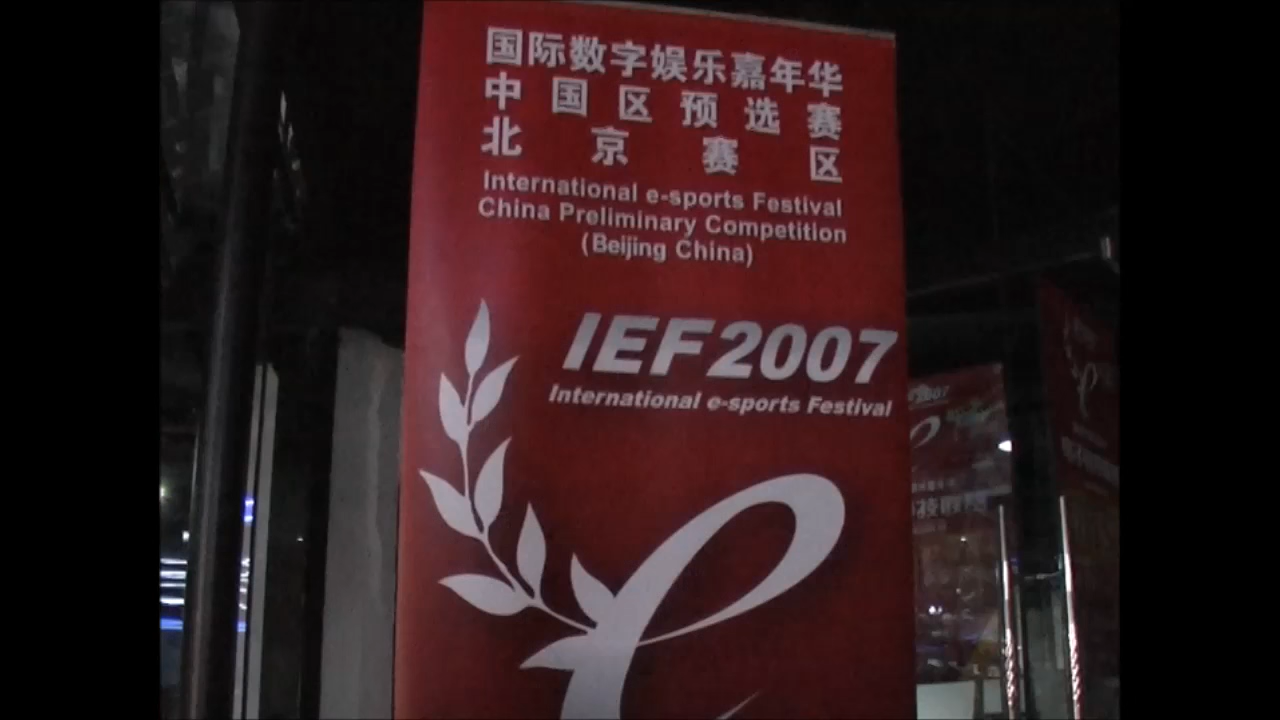 国际数字娱乐嘉年华
中国区预选赛
北京赛区
International e-sports Festival
China Preliminary Competition
(Beijing China)
IEF2007
International e-sports Festival
2007